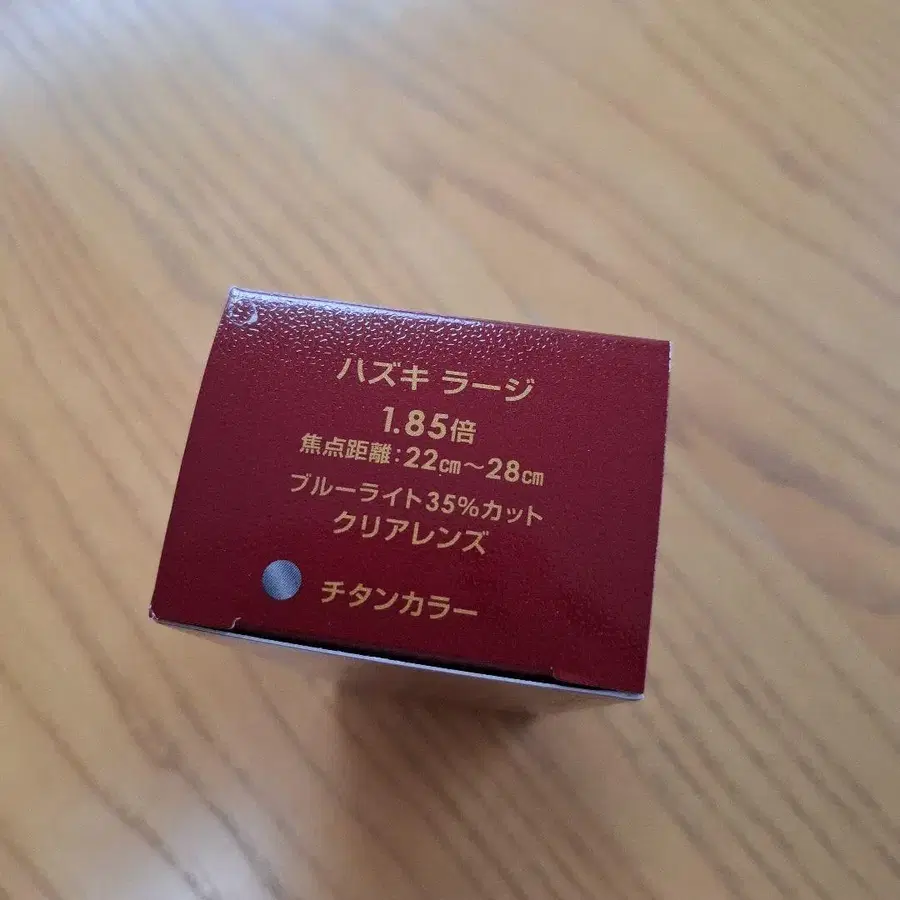 ハズキ ラージ
1.85倍
焦点距離:22㎝～28㎝
ブルーライト35%カット
クリアレンズ
チタンカラー